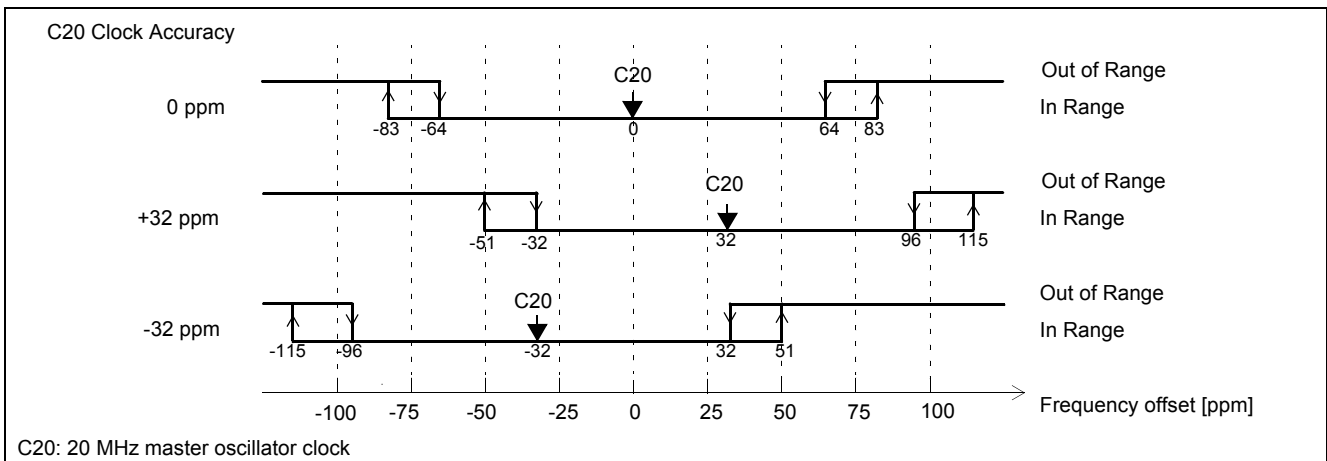 C20 Clock Accuracy
C20
Out of Range
0 ppm
In Range
-83 -64 0 64 83
C20
Out of Range
+32 ppm
In Range
-51 -32 32 96 115
C20
Out of Range
-32 ppm
In Range
-115 -96 -32 32 51
-100 -75 -50 -25 0 25 50 75 100 Frequency offset [ppm]
C20: 20 MHz master oscillator clock